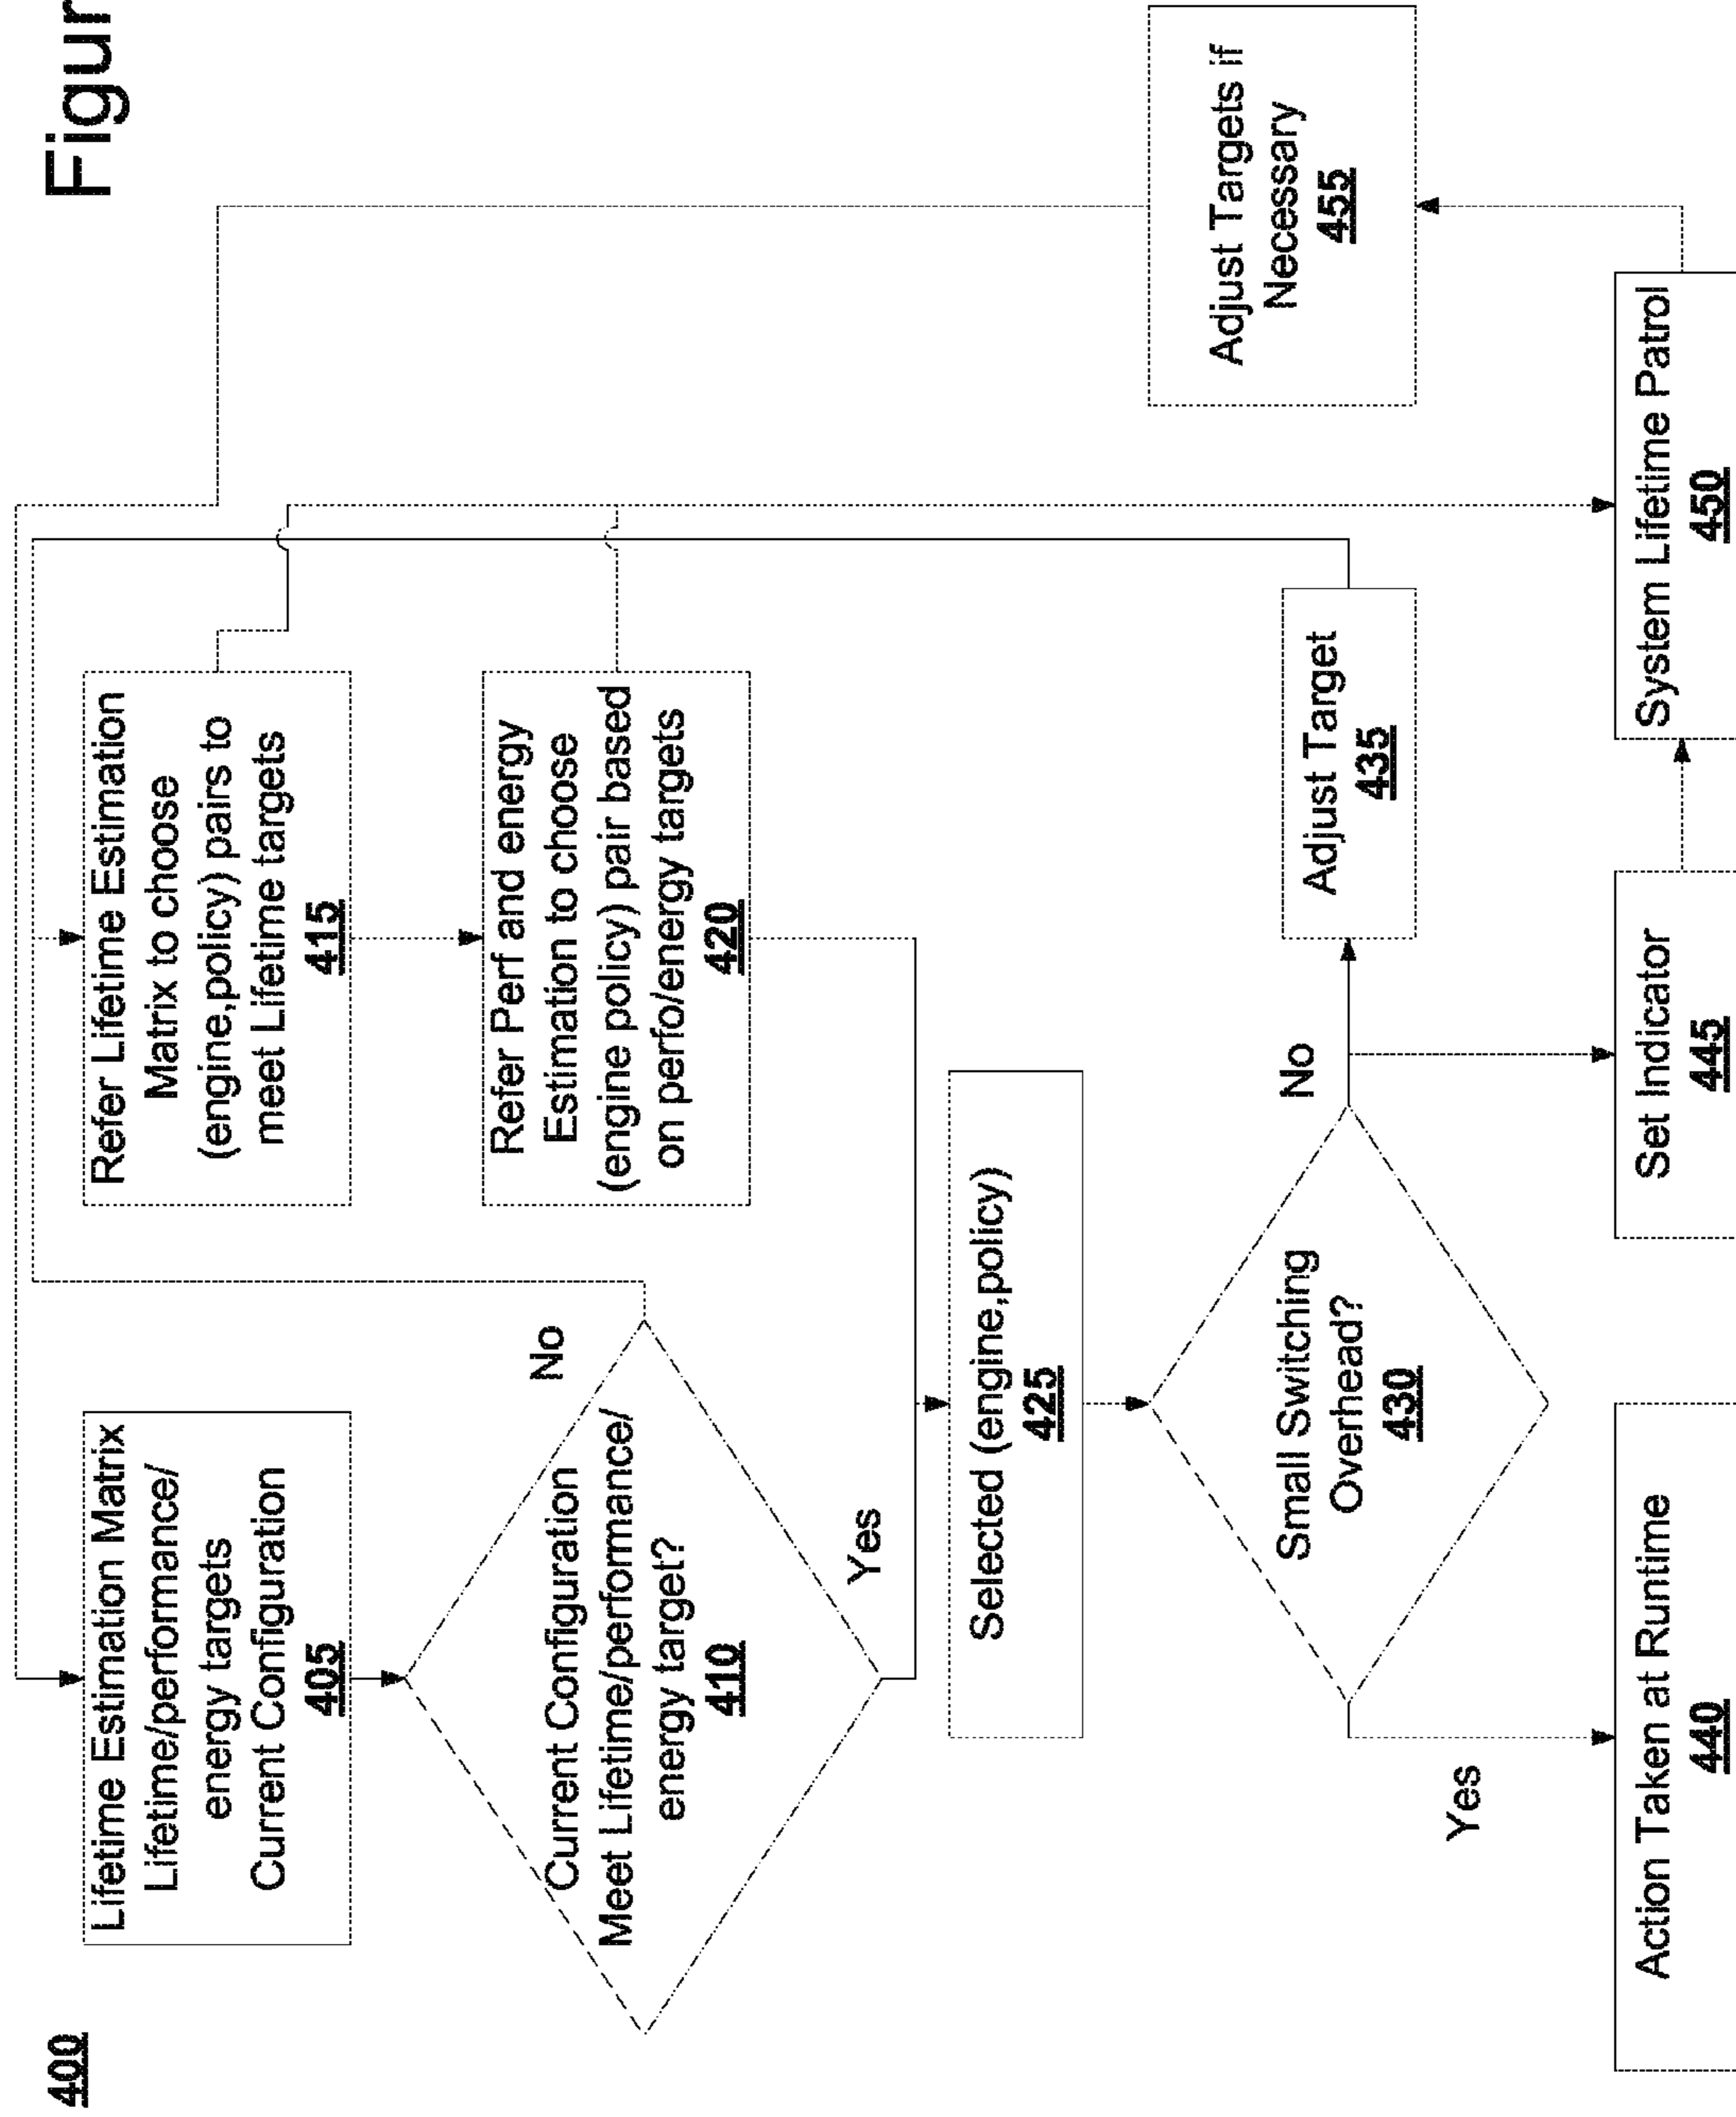 Figur
400
Lifetime Estimation Matrix
Lifetime/performance/
energy targets
Current Configuration
405
Current Configuration
Meet Lifetime/performance/
energy target?
410
No
Yes
Refer Lifetime Estimation
Matrix to choose
(engine,policy) pairs to
meet Lifetime targets
415
Refer Perf and energy
Estimation to choose
(engine policy) pair based
on perfo/energy targets
420
Selected (engine,policy)
425
Small Switching
Overhead?
430
No
Yes
Adjust Target
435
Action Taken at Runtime
440
Set Indicator
445
System Lifetime Patrol
450
Adjust Targets if
Necessary
455